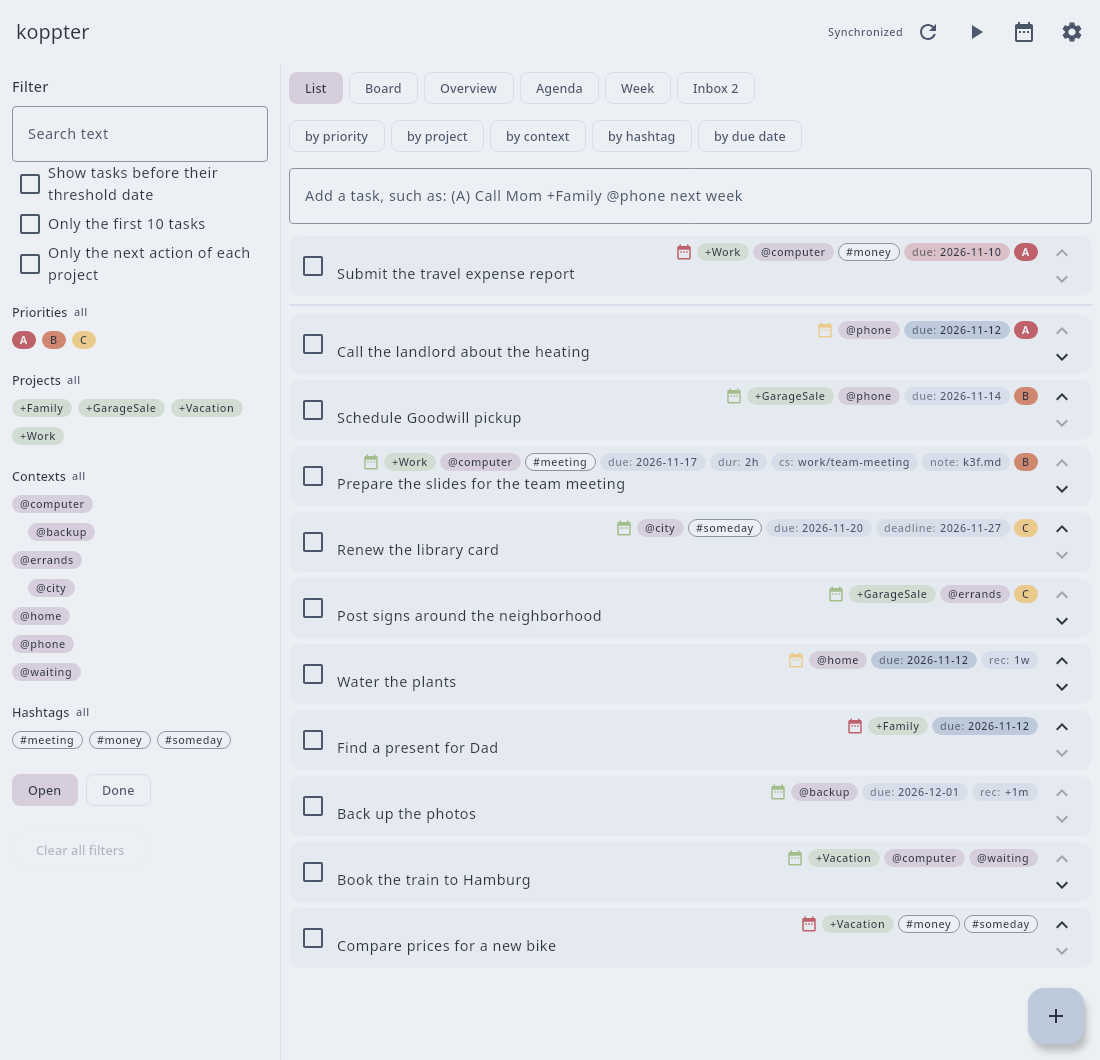 koppter
Synchronized
Filter
Search text
Show tasks before their
threshold date
Only the first 10 tasks
Only the next action of each
project
Priorities all
A B C
Projects all
+Family +GarageSale +Vacation
+Work
Contexts all
@computer
@backup
@errands
@city
@home
@phone
@waiting
Hashtags all
#meeting #money #someday
Open Done
Clear all filters
List Board Overview Agenda Week Inbox 2
by priority by project by context by hashtag by due date
Add a task, such as: (A) Call Mom +Family @phone next week
+Work @computer #money due: 2026-11-10 A
Submit the travel expense report
@phone due: 2026-11-12 A
Call the landlord about the heating
+GarageSale @phone due: 2026-11-14 B
Schedule Goodwill pickup
+Work @computer #meeting due: 2026-11-17 dur: 2h cs: work/team-meeting note: k3f.md B
Prepare the slides for the team meeting
@city #someday due: 2026-11-20 deadline: 2026-11-27 C
Renew the library card
+GarageSale @errands C
Post signs around the neighborhood
@home due: 2026-11-12 rec: 1w
Water the plants
+Family due: 2026-11-12
Find a present for Dad
@backup due: 2026-12-01 rec: +1m
Back up the photos
+Vacation @computer @waiting
Book the train to Hamburg
+Vacation #money #someday
Compare prices for a new bike
+